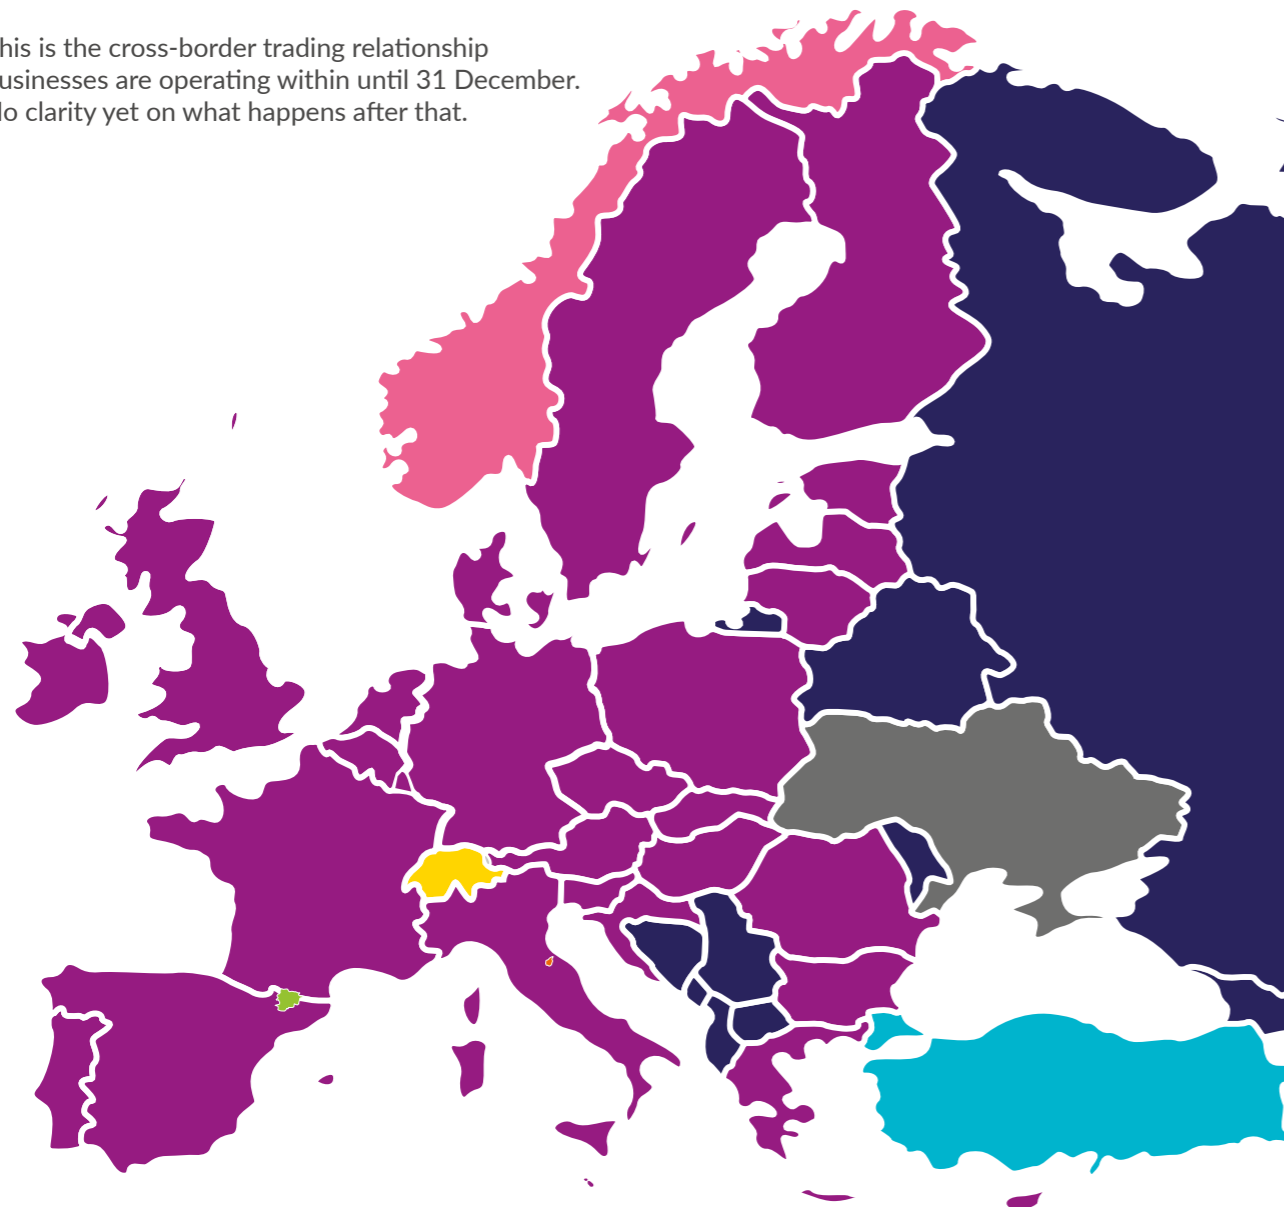 his is the cross-border trading relationship
usinesses are operating within until 31 December.
lo clarity yet on what happens after that.